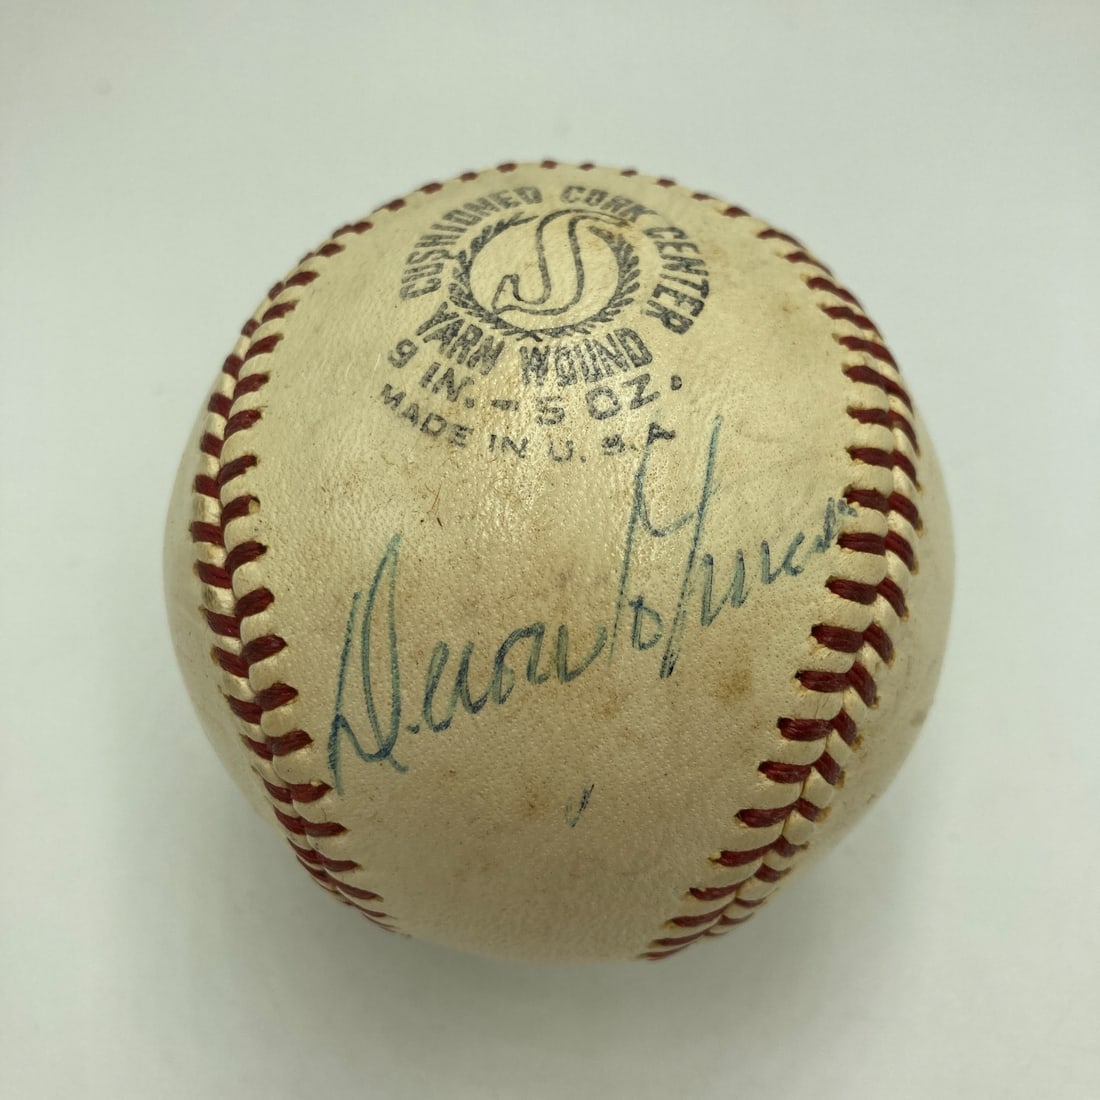 CUSHIONED CORK CENTER
S
YARN WOUND
9 IN. - 5 OZ.
MADE IN U.S.A